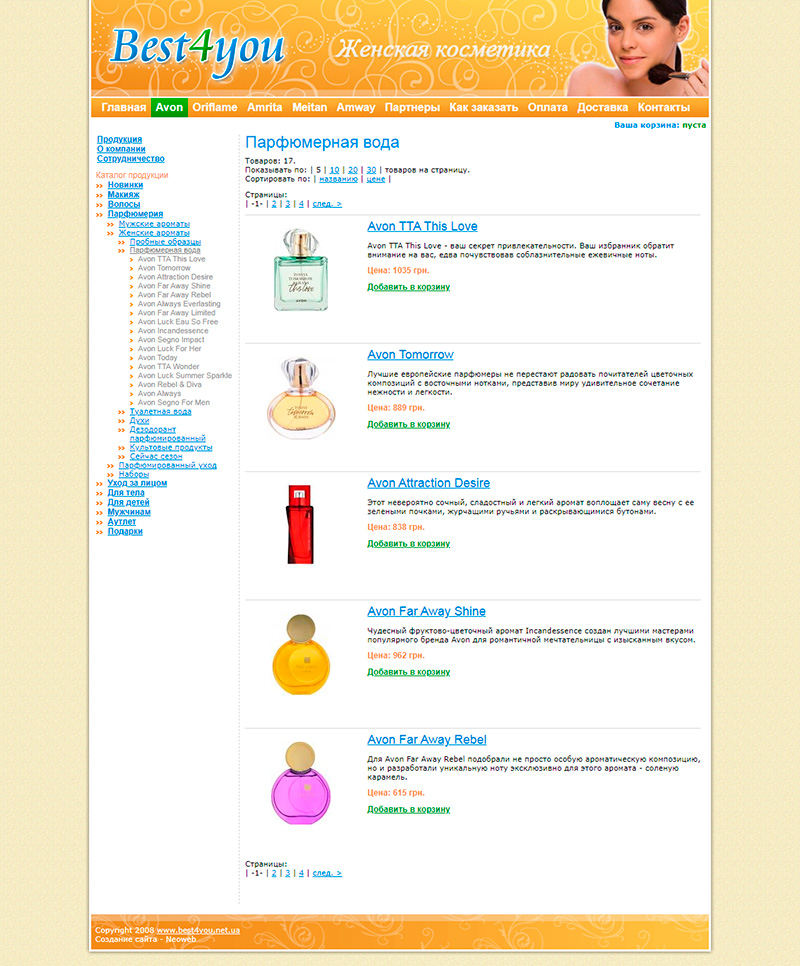 Best4you
Женская косметика
Главная Avon Oriflame Amrita Meitan Amway Партнеры Как заказать Оплата Доставка Контакты
Ваша корзина: пуста
Продукция
О компании
Сотрудничество
Каталог продукции
Новинки
Макияж
Волосы
Парфюмерия
Мужские ароматы
Женские ароматы
Пробные образцы
Парфюмерная вода
Avon TTA This Love
Avon Tomorrow
Avon Attraction Desire
Avon Far Away Shine
Avon Far Away Rebel
Avon Always Everlasting
Avon Far Away Limited
Avon Luck Eau So Free
Avon Incandessence
Avon Segno Impact
Avon Luck For Her
Avon Today
Avon TTA Wonder
Avon Luck Summer Sparkle
Avon Rebel & Diva
Avon Always
Avon Segno For Men
Туалетная вода
Духи
Дезодорант
парфюмированный
Культовые продукты
Сейчас сезон
Парфюмированный уход
Наборы
Уход за лицом
Для тела
Для детей
Мужчинам
Аутлет
Подарки
Парфюмерная вода
Товаров: 17.
Показывать по: | 5 | 10 | 20 | 30 | товаров на страницу.
Сортировать по: | названию | цене |
Страницы:
| -1- | 2 | 3 | 4 | след. >
this love
Avon TTA This Love
Avon TTA This Love - ваш секрет привлекательности. Ваш избранник обратит
внимание на вас, едва почувствовав соблазнительные ежевичные ноты.
Цена: 1035 грн.
Добавить в корзину
tomorrow
Avon Tomorrow
Лучшие европейские парфюмеры не перестают радовать почитателей цветочных
композиций с восточными нотками, представив миру удивительное сочетание
нежности и легкости.
Цена: 889 грн.
Добавить в корзину
Avon Attraction Desire
Этот невероятно сочный, сладостный и легкий аромат воплощает саму весну с ее
зелеными почками, журчащими ручьями и раскрывающимися бутонами.
Цена: 838 грн.
Добавить в корзину
Avon Far Away Shine
Чудесный фруктово-цветочный аромат Incandessence создан лучшими мастерами
популярного бренда Avon для романтичной мечтательницы с изысканным вкусом.
Цена: 962 грн.
Добавить в корзину
Avon Far Away Rebel
Для Avon Far Away Rebel подобрали не просто особую ароматическую композицию,
но и разработали уникальную ноту эксклюзивно для этого аромата - соленую
карамель.
Цена: 615 грн.
Добавить в корзину
Страницы:
| -1- | 2 | 3 | 4 | след. >
Copyright 2008 www.best4you.net.ua
Создание сайта - Neoweb